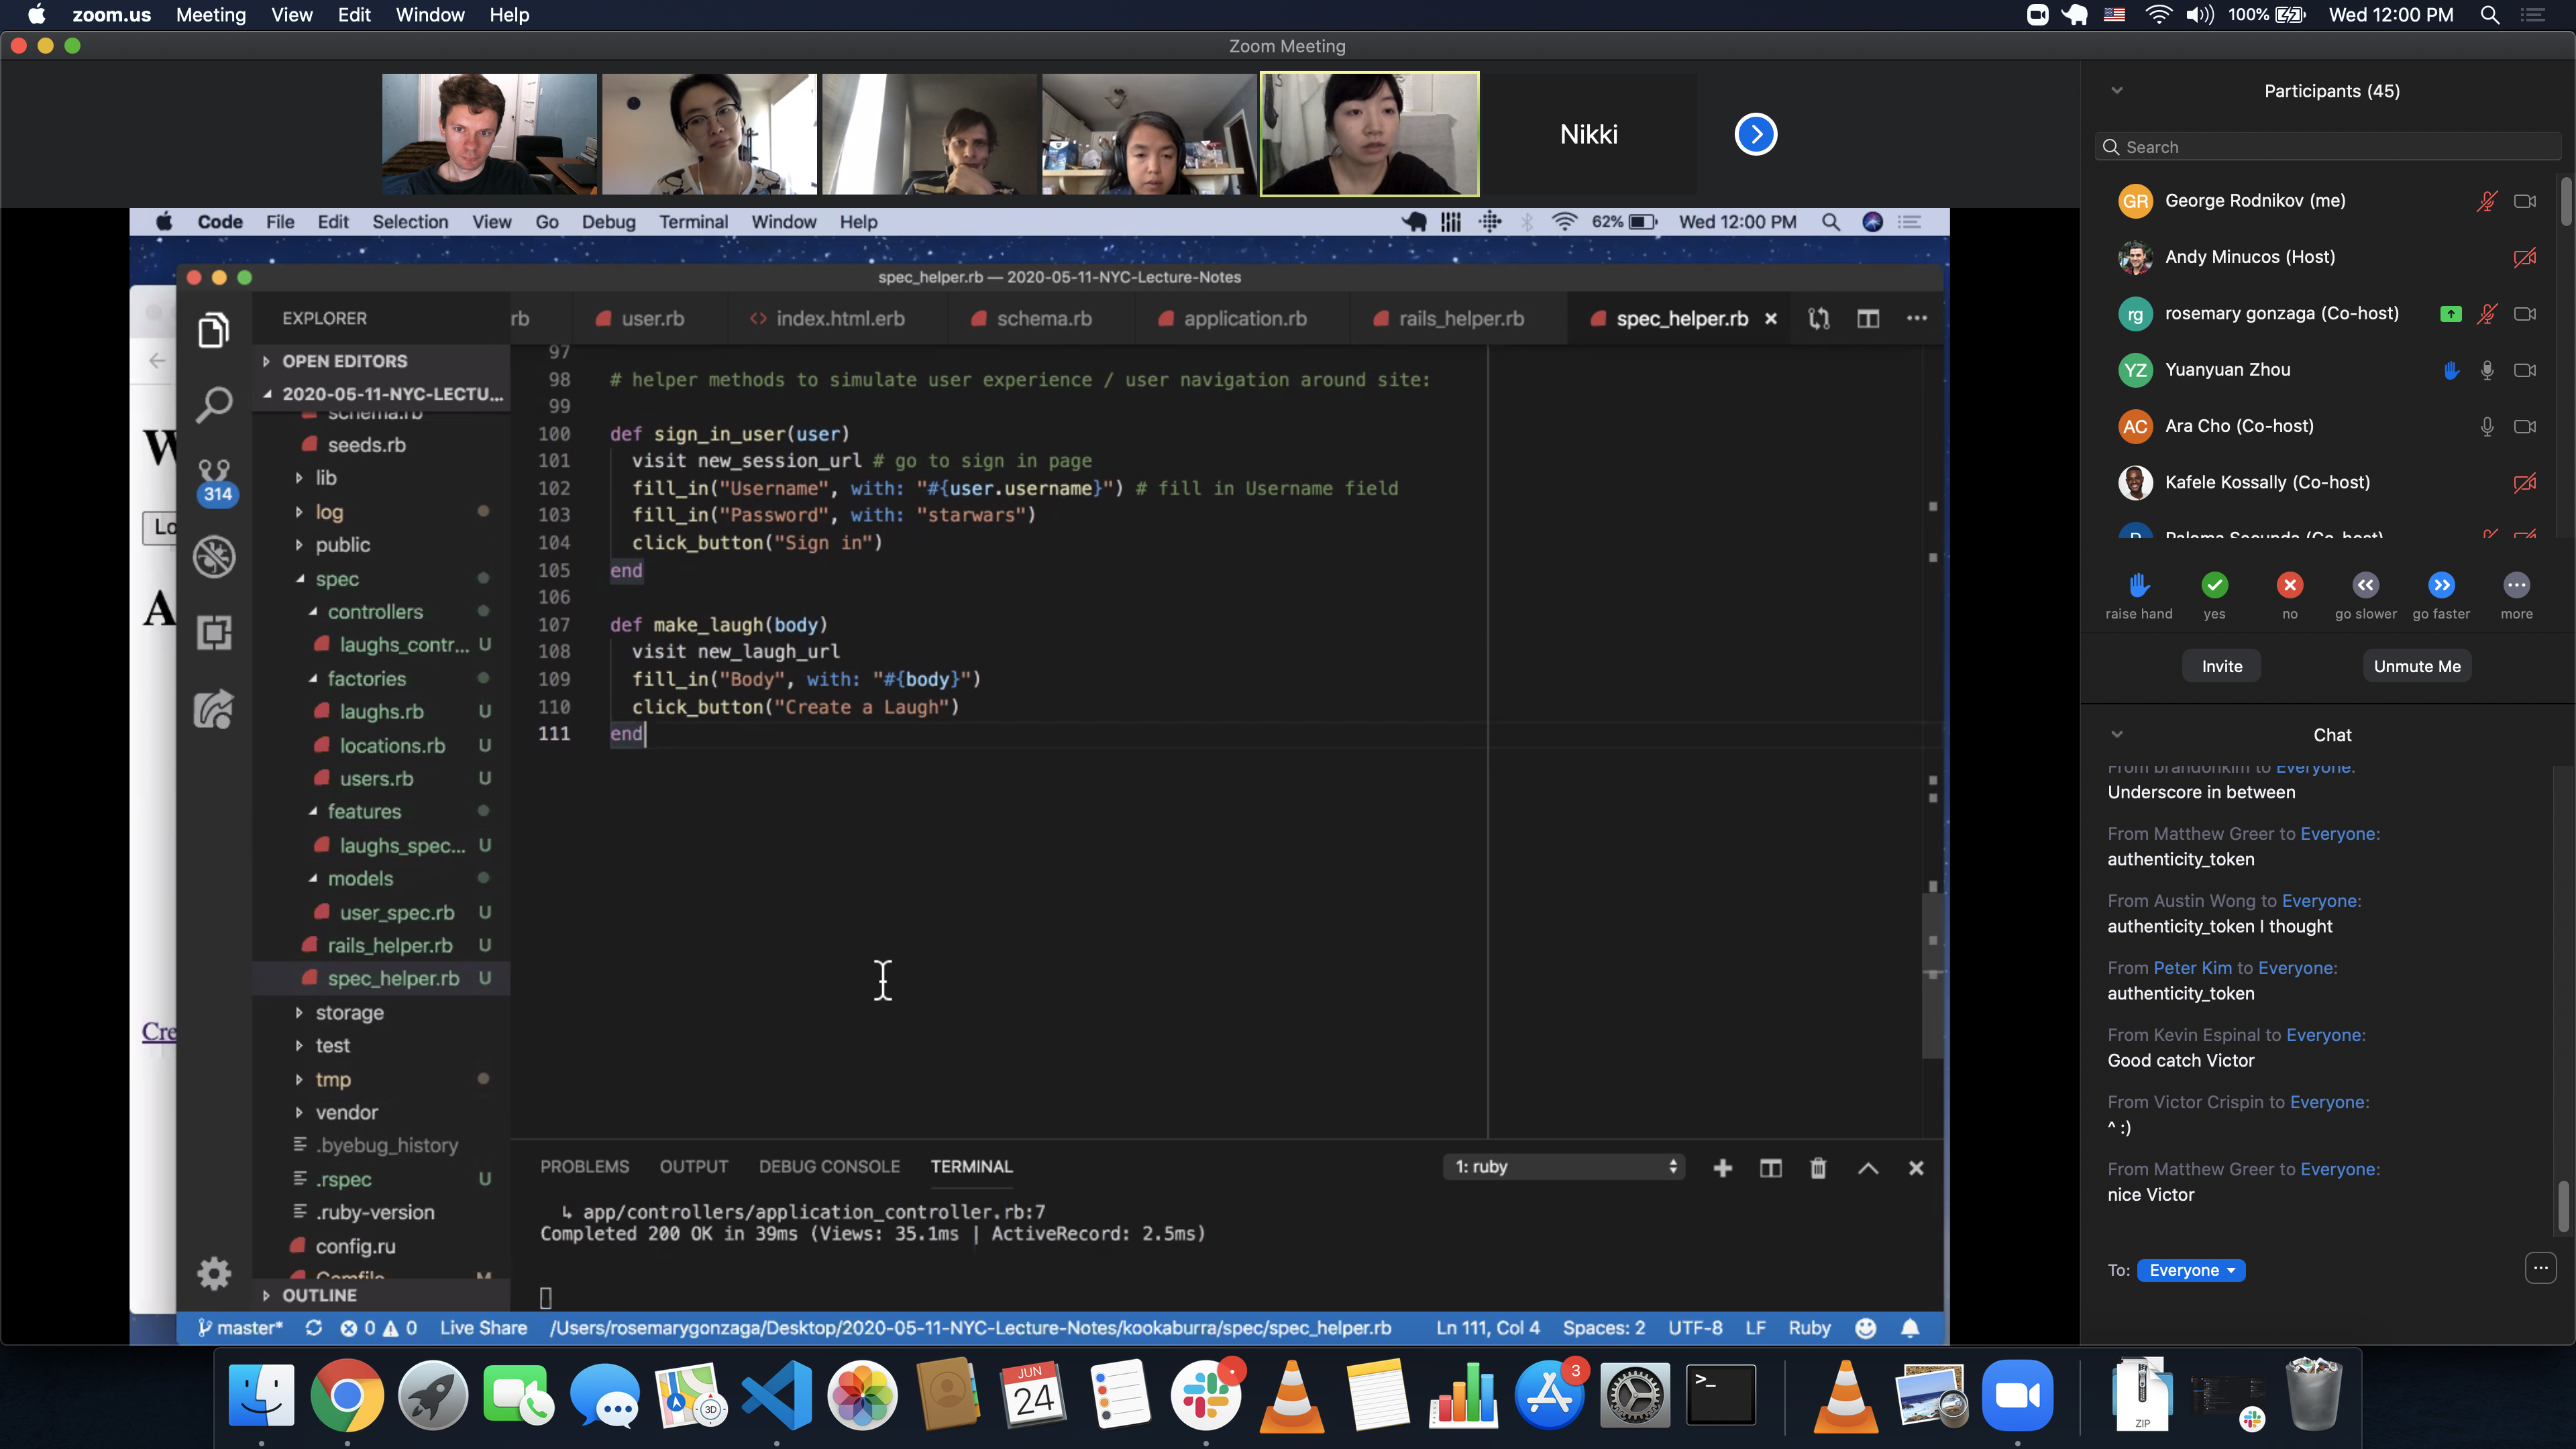 zoom.us Meeting View Edit Window Help 100% Wed 12:00 PM
Zoom Meeting
Nikki
Code File Edit Selection View Go Debug Terminal Window Help 62% Wed 12:00 PM
spec_helper.rb — 2020-05-11-NYC-Lecture-Notes
EXPLORER
rb user.rb index.html.erb schema.rb application.rb rails_helper.rb spec_helper.rb
OPEN EDITORS
2020-05-11-NYC-LECTU...
schema.rb
seeds.rb
lib
log
public
spec
controllers
laughs_contr... U
factories
laughs.rb U
locations.rb U
users.rb U
features
laughs_spec... U
models
user_spec.rb U
rails_helper.rb U
spec_helper.rb U
storage
test
tmp
vendor
.byebug_history
.rspec U
.ruby-version
config.ru
Gemfile M
OUTLINE
314
W
Lo
A
Cre
97
98 # helper methods to simulate user experience / user navigation around site:
99
100 def sign_in_user(user)
101 visit new_session_url # go to sign in page
102 fill_in("Username", with: "#{user.username}") # fill in Username field
103 fill_in("Password", with: "starwars")
104 click_button("Sign in")
105 end
106
107 def make_laugh(body)
108 visit new_laugh_url
109 fill_in("Body", with: "#{body}")
110 click_button("Create a Laugh")
111 end
PROBLEMS OUTPUT DEBUG CONSOLE TERMINAL 1: ruby
↳ app/controllers/application_controller.rb:7
Completed 200 OK in 39ms (Views: 35.1ms | ActiveRecord: 2.5ms)
master* 0 0 Live Share /Users/rosemarygonzaga/Desktop/2020-05-11-NYC-Lecture-Notes/kookaburra/spec/spec_helper.rb Ln 111, Col 4 Spaces: 2 UTF-8 LF Ruby
Participants (45)
Search
GR George Rodnikov (me)
Andy Minucos (Host)
rg rosemary gonzaga (Co-host)
YZ Yuanyuan Zhou
AC Ara Cho (Co-host)
Kafele Kossally (Co-host)
Paloma Secunda (Co-host)
raise hand yes no go slower go faster more
Invite Unmute Me
Chat
From brandonkim to Everyone:
Underscore in between
From Matthew Greer to Everyone:
authenticity_token
From Austin Wong to Everyone:
authenticity_token I thought
From Peter Kim to Everyone:
authenticity_token
From Kevin Espinal to Everyone:
Good catch Victor
From Victor Crispin to Everyone:
^ :)
From Matthew Greer to Everyone:
nice Victor
To: Everyone
JUN
24
3D
3
>_
ZIP